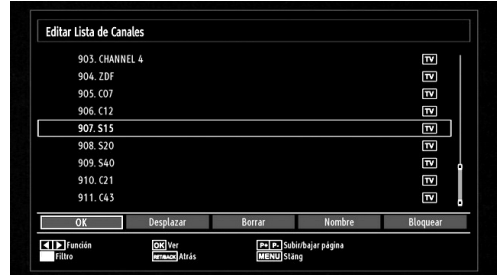 Editar Lista de Canales
903. CHANNEL 4 TV
904. ZDF TV
905. C07 TV
906. C12 TV
907. S15 TV
908. S20 TV
909. S40 TV
910. C21 TV
911. C43 TV
OK Desplazar Borrar Nombre Bloquear
Función OK Ver P+ P- Subir/bajar página
Filtro RET/BACK Atrás MENU Stäng